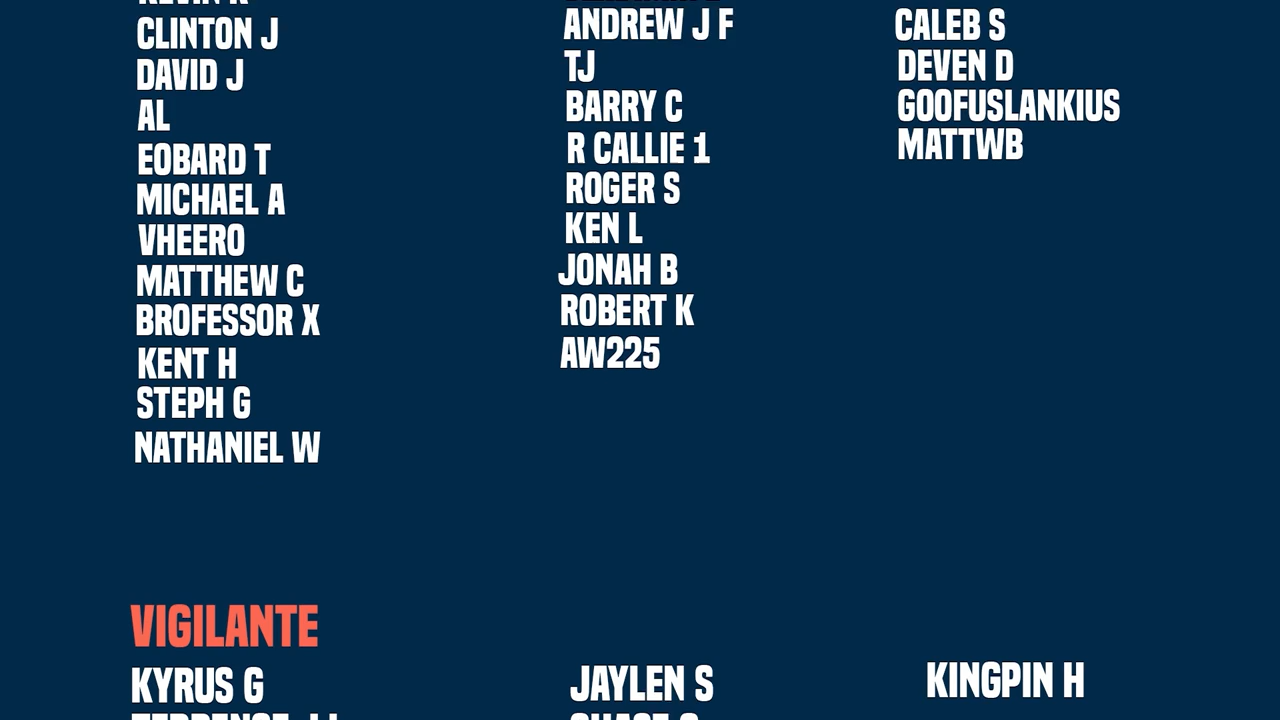 KEVIN R
CLINTON J
DAVID J
AL
EOBARD T
MICHAEL A
VHEERO
MATTHEW C
BROFESSOR X
KENT H
STEPH G
NATHANIEL W
ANDREW J F
TJ
BARRY C
R CALLIE 1
ROGER S
KEN L
JONAH B
ROBERT K
AW225
CALEB S
DEVEN D
GOOFUSLANKIUS
MATTWB
VIGILANTE
KYRUS G
JAYLEN S
KINGPIN H